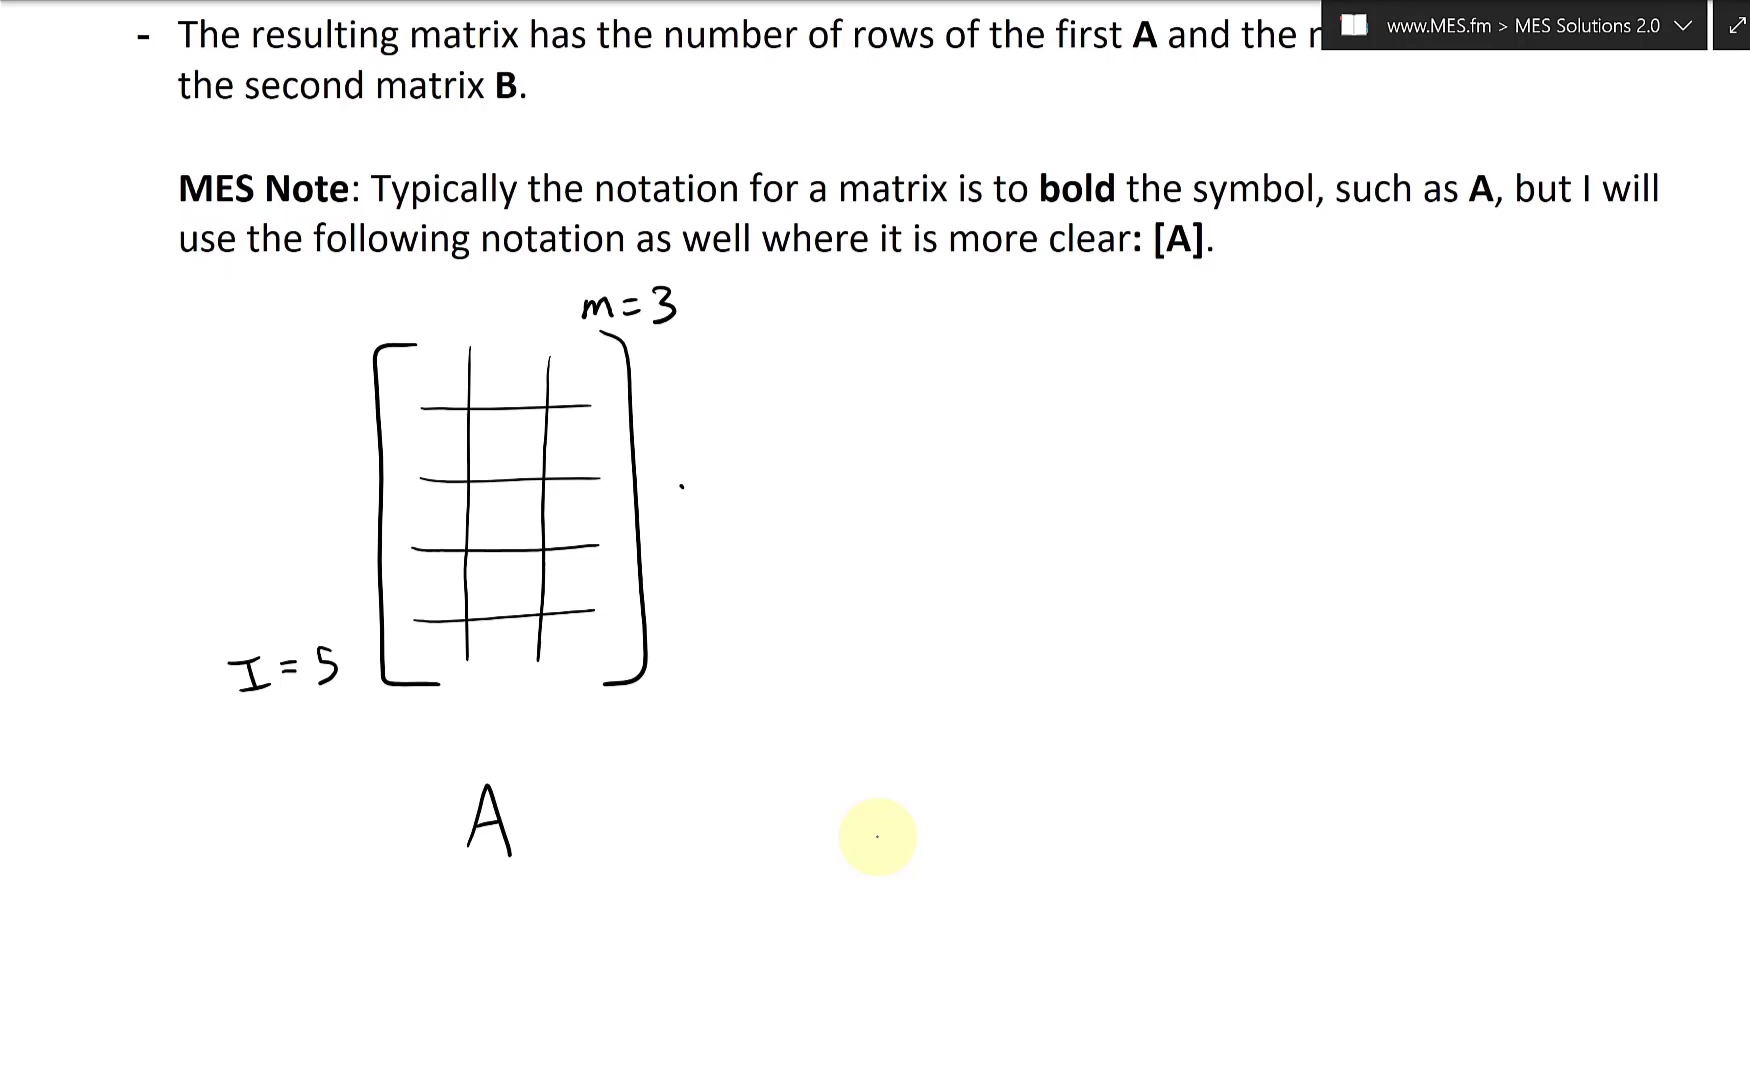 - The resulting matrix has the number of rows of the first A and the
www.MES.fm > MES Solutions 2.0
the second matrix B.
MES Note: Typically the notation for a matrix is to bold the symbol, such as A, but I will
use the following notation as well where it is more clear: [A].
m = 3
I = 5
A